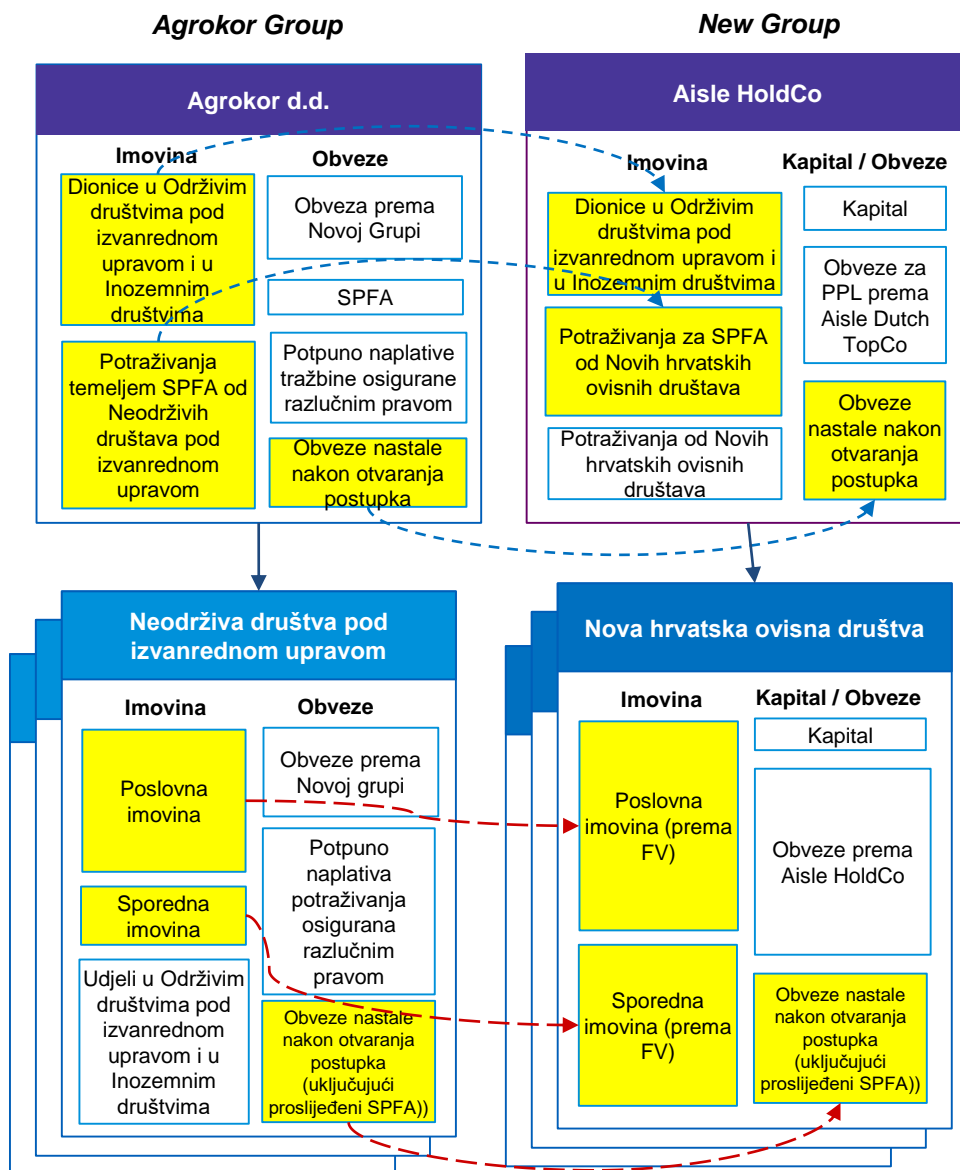 Agrokor Group
Agrokor d.d.
Imovina
Dionice u Održivim
društvima pod
izvanrednom
upravom i u
Inozemnim
društvima
Potraživanja
temeljem SPFA od
Neodrživih
društava pod
izvanrednom
upravom
Obveze
Obveza prema
Novoj Grupi
SPFA
Potpuno naplative
tražbine osigurane
razlučnim pravom
Obveze nastale
nakon otvaranja
postupka
New Group
Aisle HoldCo
Imovina
Dionice u Održivim
društvima pod
izvanrednom upravom i
u Inozemnim društvima
Potraživanja za SPFA
od Novih hrvatskih
ovisnih društava
Potraživanja od Novih
hrvatskih ovisnih
društava
Kapital / Obveze
Kapital
Obveze za
PPL prema
Aisle Dutch
TopCo
Obveze
nastale nakon
otvaranja
postupka
Neodrživa društva pod
izvanrednom upravom
Imovina
Poslovna
imovina
Sporedna
imovina
Udjeli u Održivim
društvima pod
izvanrednom
upravom i u
Inozemnim
društvima
Obveze
Obveze prema
Novoj grupi
Potpuno
naplativa
potraživanja
osigurana
razlučnim
pravom
Obveze nastale
nakon otvaranja
postupka
(uključujući
proslijeđeni SPFA))
Nova hrvatska ovisna društva
Imovina
Poslovna
imovina (prema
FV)
Sporedna
imovina (prema
FV)
Kapital / Obveze
Kapital
Obveze prema
Aisle HoldCo
Obveze nastale
nakon otvaranja
postupka
(uključujući
proslijeđeni SPFA))